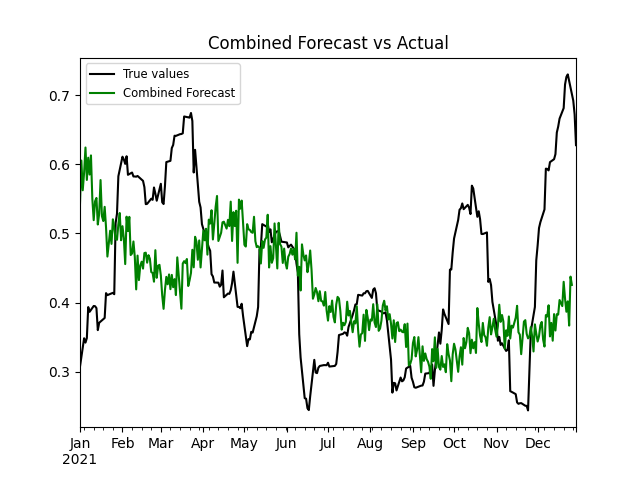 Combined Forecast vs Actual
True values
Combined Forecast
0.7
0.6
0.5
0.4
0.3
Jan Feb Mar Apr May Jun Jul Aug Sep Oct Nov Dec
2021